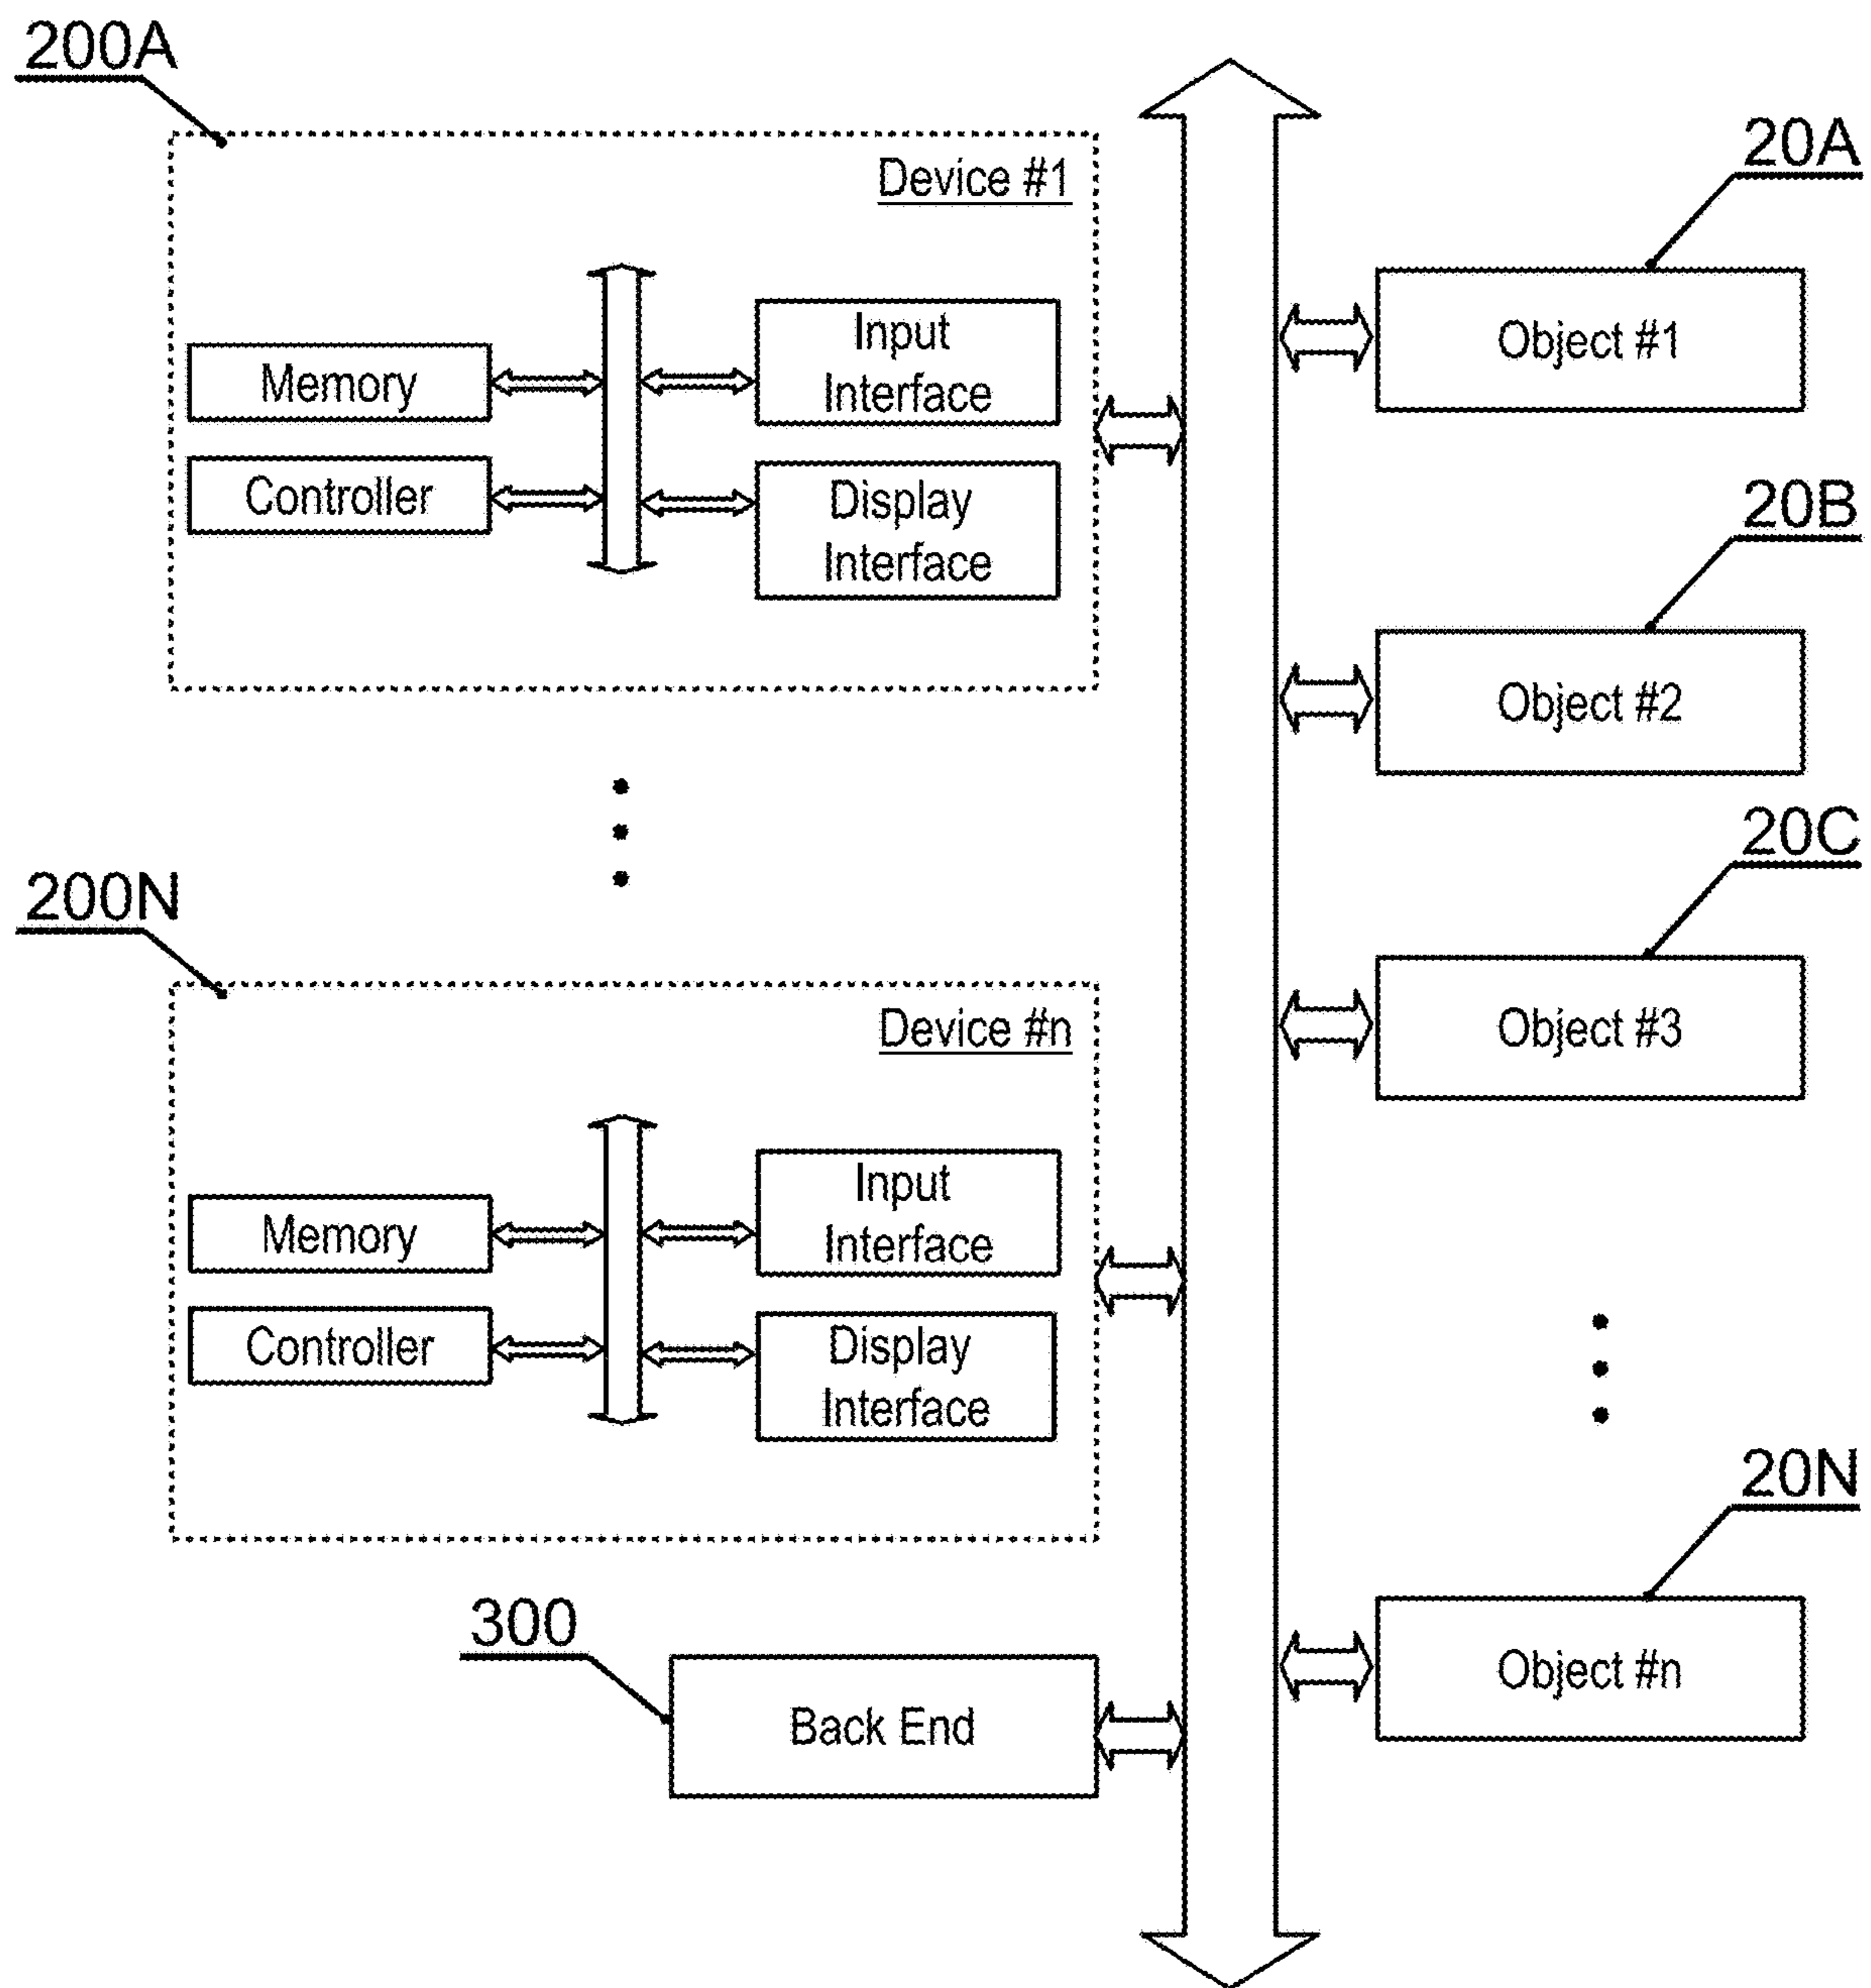 200A
Device #1
Memory
Input
Interface
Controller
Display
Interface
20A
Object #1
20B
Object #2
20C
Object #3
200N
Device #n
Memory
Input
Interface
Controller
Display
Interface
20N
Object #n
300
Back End